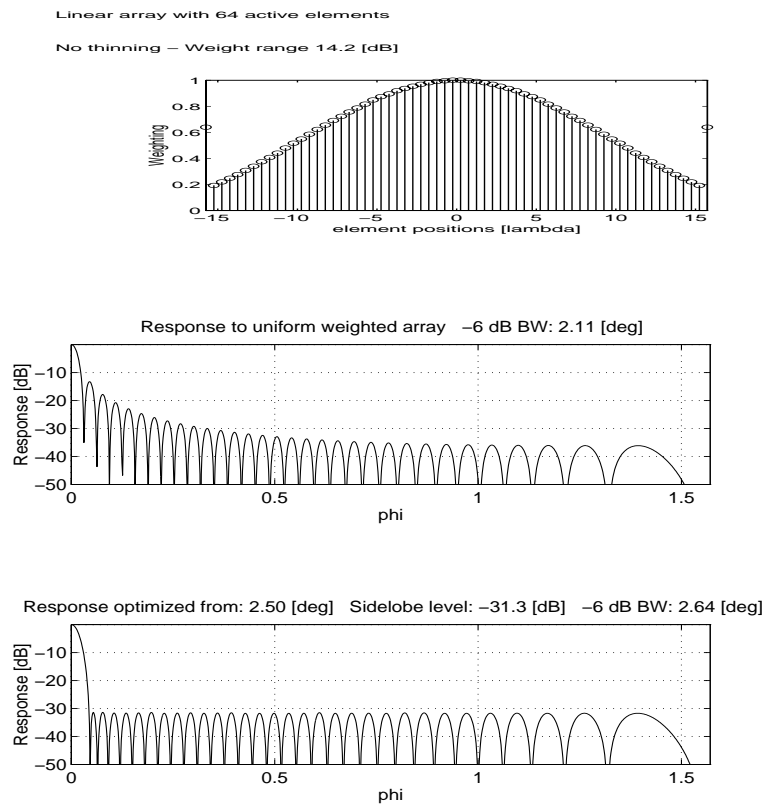 Linear array with 64 active elements
No thinning − Weight range 14.2 [dB]
1
0.8
0.6
0.4
0.2
0
Weighting
−15 −10 −5 0 5 10 15
element positions [lambda]
Response to uniform weighted array −6 dB BW: 2.11 [deg]
−10
−20
−30
−40
−50
Response [dB]
0 0.5 1 1.5
phi
Response optimized from: 2.50 [deg] Sidelobe level: −31.3 [dB] −6 dB BW: 2.64 [deg]
−10
−20
−30
−40
−50
Response [dB]
0 0.5 1 1.5
phi